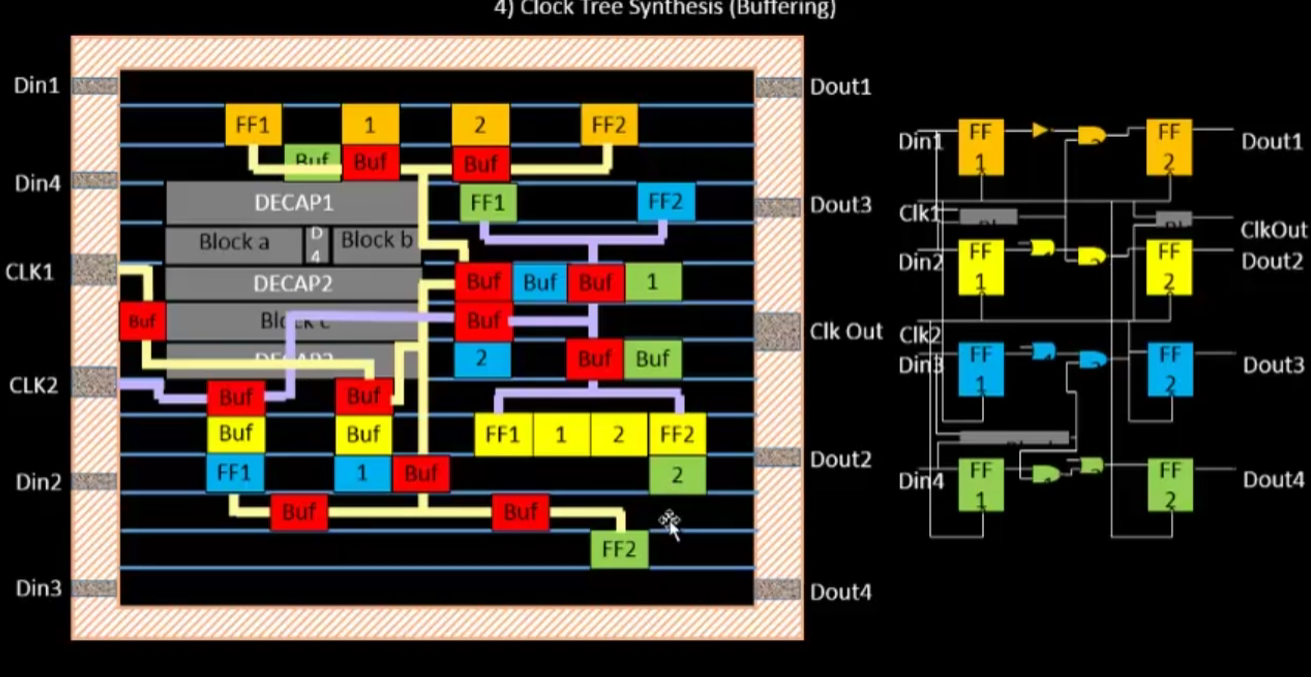 4) Clock Tree Synthesis (Buffering)
Din1
Dout1
FF1 1 2 FF2
Buf Buf Buf
Din4
DECAP1
FF1 FF2
Dout3
Block a
D
4
Block b
CLK1
DECAP2
Buf Buf Buf 1
Buf
Block c
Buf
Clk Out
2 Buf Buf
CLK2
Buf Buf
Buf Buf
FF1 1 2 FF2
FF1 1 Buf
2
Din2
Dout2
Buf Buf
FF2
Din3
Dout4
Din1
FF
1
FF
2
Dout1
Clk1
ClkOut
Din2
FF
1
FF
2
Dout2
Clk2
Din3
FF
1
FF
2
Dout3
Din4
FF
1
FF
2
Dout4